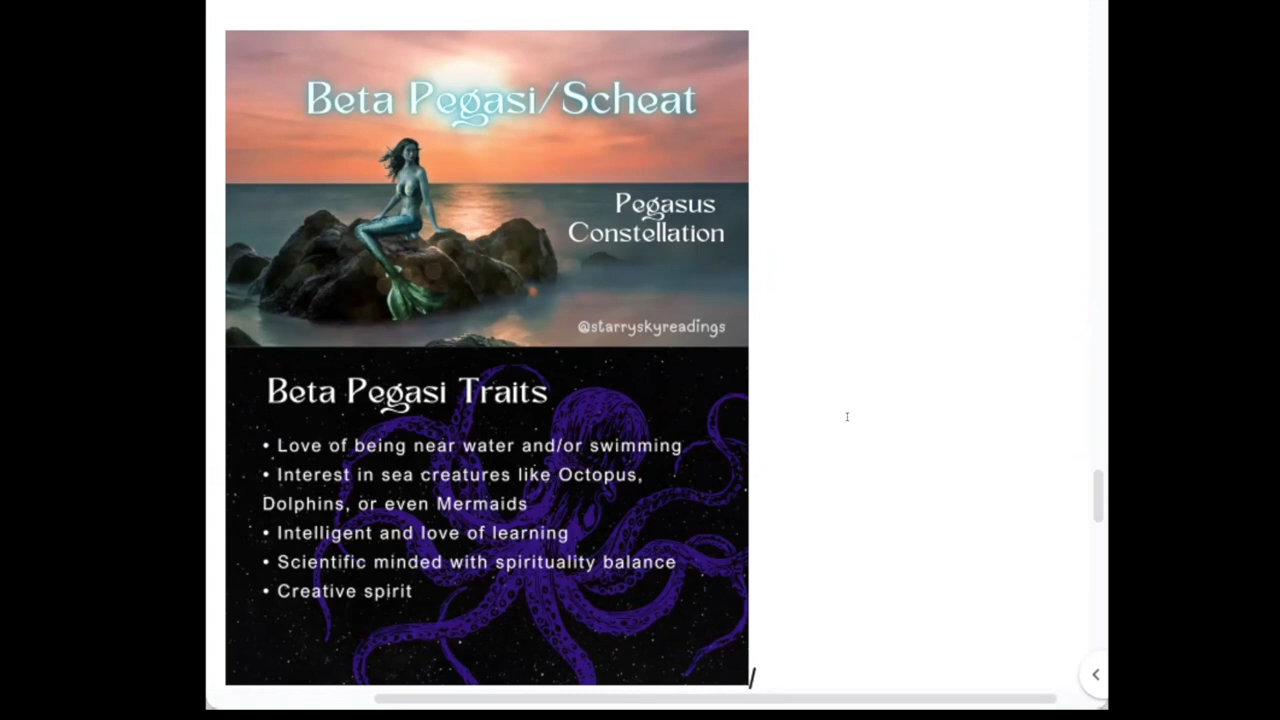 Beta Pegasi/Scheat
Pegasus
Constellation
@starryskyreadings
Beta Pegasi Traits
• Love of being near water and/or swimming
• Interest in sea creatures like Octopus,
Dolphins, or even Mermaids
• Intelligent and love of learning
• Scientific minded with spirituality balance
• Creative spirit
/